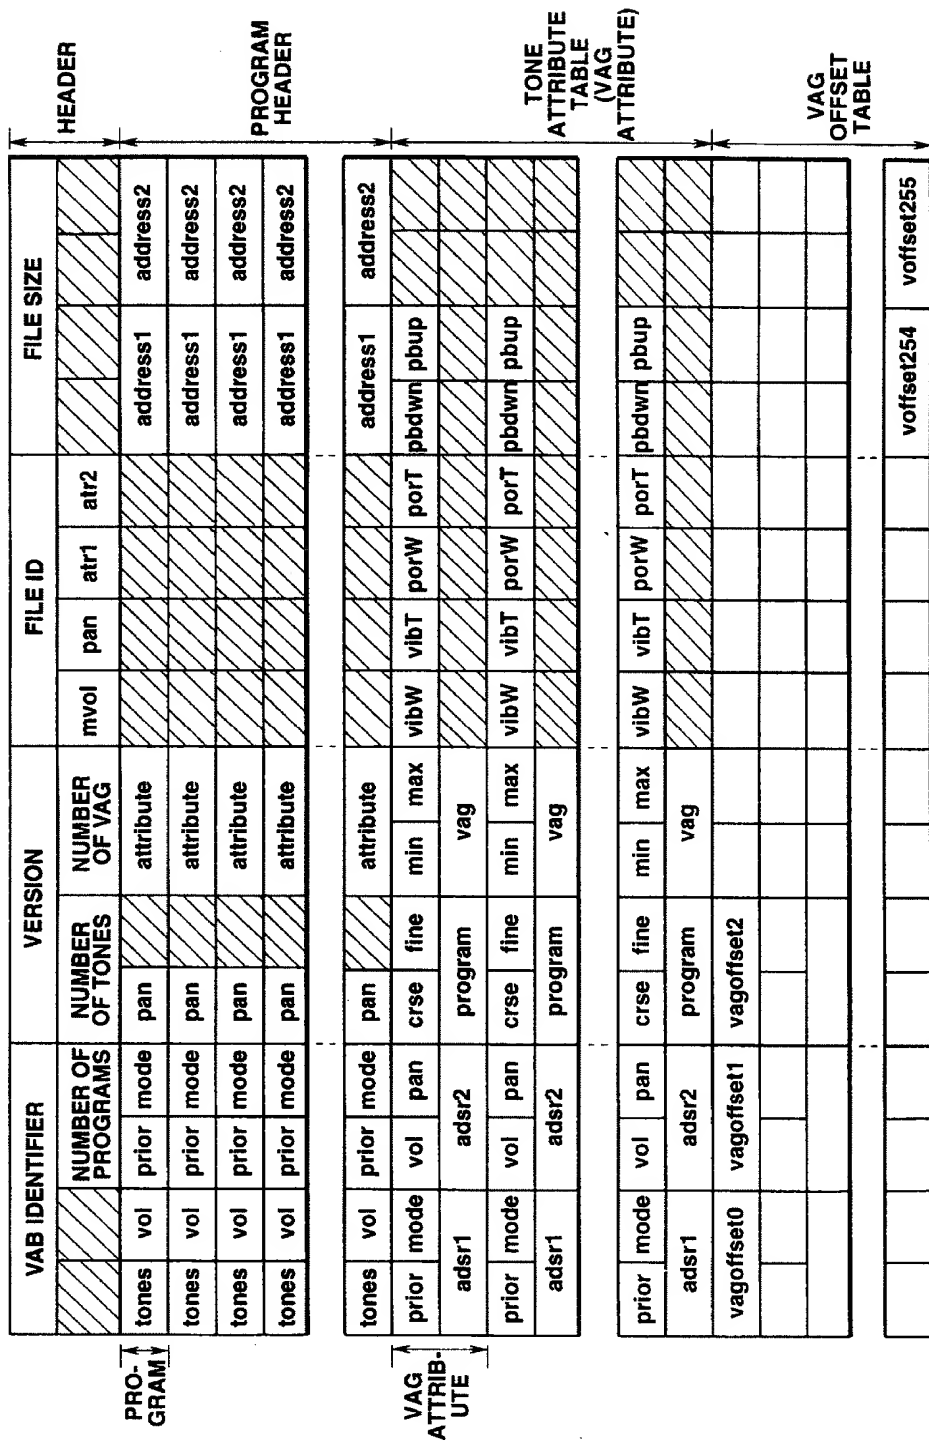 VAB IDENTIFIER VERSION FILE ID FILE SIZE
HEADER
NUMBER OF PROGRAMS NUMBER OF TONES NUMBER OF VAG mvol pan atr1 atr2
PRO-
GRAM
tones vol prior mode pan attribute address1 address2
tones vol prior mode pan attribute address1 address2
tones vol prior mode pan attribute address1 address2
tones vol prior mode pan attribute address1 address2
PROGRAM
HEADER
tones vol prior mode pan attribute address1 address2
VAG
ATTRIB-
UTE
prior mode vol pan crse fine min max vibW vibT porW porT pbdwn pbup
adsr1 adsr2 program vag
prior mode vol pan crse fine min max vibW vibT porW porT pbdwn pbup
adsr1 adsr2 program vag
TONE
ATTRIBUTE
TABLE
(VAG
ATTRIBUTE)
prior mode vol pan crse fine min max vibW vibT porW porT pbdwn pbup
adsr1 adsr2 program vag
vagoffset0 vagoffset1 vagoffset2
VAG
OFFSET
TABLE
voffset254 voffset255